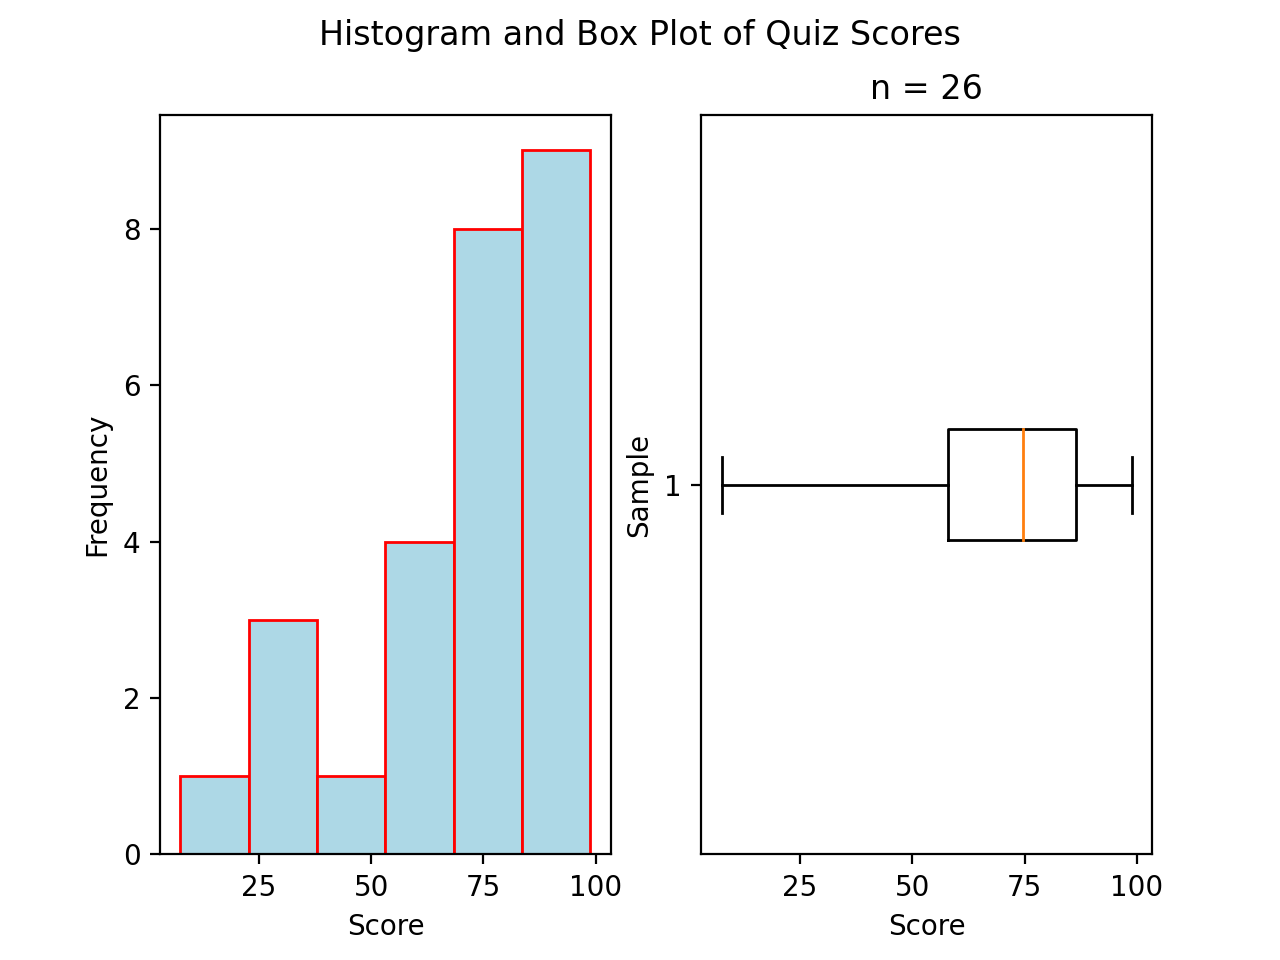 Histogram and Box Plot of Quiz Scores
Frequency
8
6
4
2
0
25 50 75 100
Score
n = 26
Sample
1
25 50 75 100
Score